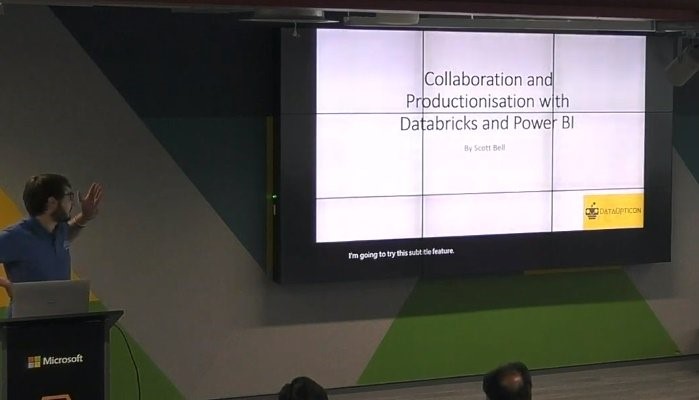 Collaboration and
Productionisation with
Databricks and Power BI
By Scott Bell
DATAOPTICON
I'm going to try this subtitle feature.
Microsoft